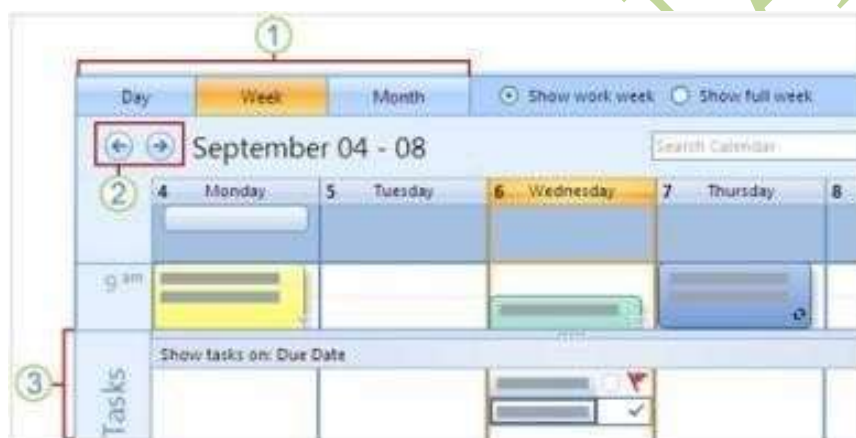 1
Day Week Month Show work week Show full week
September 04 - 08 Search Calendar
2
4 Monday 5 Tuesday 6 Wednesday 7 Thursday 8
9 am
Show tasks on: Due Date
3
Tasks